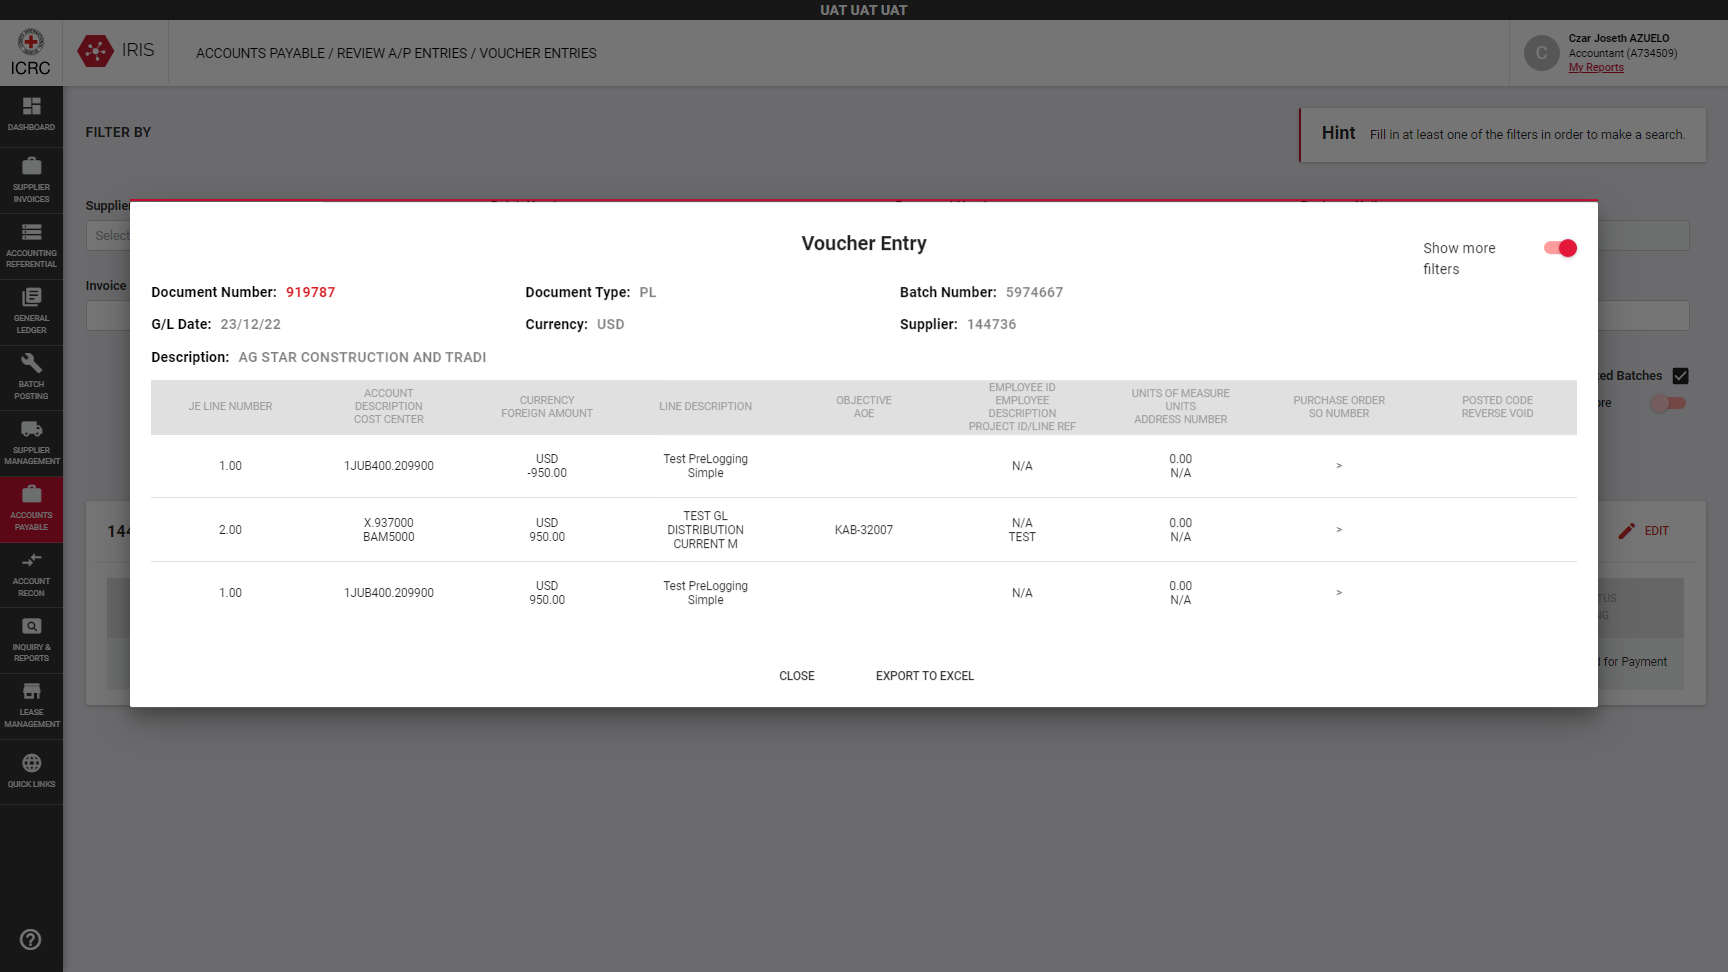 UAT UAT UAT
ICRC
IRIS
ACCOUNTS PAYABLE / REVIEW A/P ENTRIES / VOUCHER ENTRIES
C
Czar Joseth AZUELO
Accountant (A734509)
My Reports
DASHBOARD
SUPPLIER
INVOICES
ACCOUNTING
REFERENTIAL
GENERAL
LEDGER
BATCH
POSTING
SUPPLIER
MANAGEMENT
ACCOUNTS
PAYABLE
ACCOUNT
RECON
INQUIRY &
REPORTS
LEASE
MANAGEMENT
QUICK LINKS
FILTER BY
Hint Fill in at least one of the filters in order to make a search.
Supplie
Select
Invoice
ted Batches
ore
144
EDIT
TUS
NG
d for Payment
Voucher Entry
Show more
filters
Document Number: 919787 Document Type: PL Batch Number: 5974667
G/L Date: 23/12/22 Currency: USD Supplier: 144736
Description: AG STAR CONSTRUCTION AND TRADI
JE LINE NUMBER
ACCOUNT
DESCRIPTION
COST CENTER
CURRENCY
FOREIGN AMOUNT
LINE DESCRIPTION
OBJECTIVE
AOE
EMPLOYEE ID
EMPLOYEE
DESCRIPTION
PROJECT ID/LINE REF
UNITS OF MEASURE
UNITS
ADDRESS NUMBER
PURCHASE ORDER
SO NUMBER
POSTED CODE
REVERSE VOID
1.00
1JUB400.209900
USD
-950.00
Test PreLogging
Simple
N/A
0.00
N/A
>
2.00
X.937000
BAM5000
USD
950.00
TEST GL
DISTRIBUTION
CURRENT M
KAB-32007
N/A
TEST
0.00
N/A
>
1.00
1JUB400.209900
USD
950.00
Test PreLogging
Simple
N/A
0.00
N/A
>
CLOSE EXPORT TO EXCEL